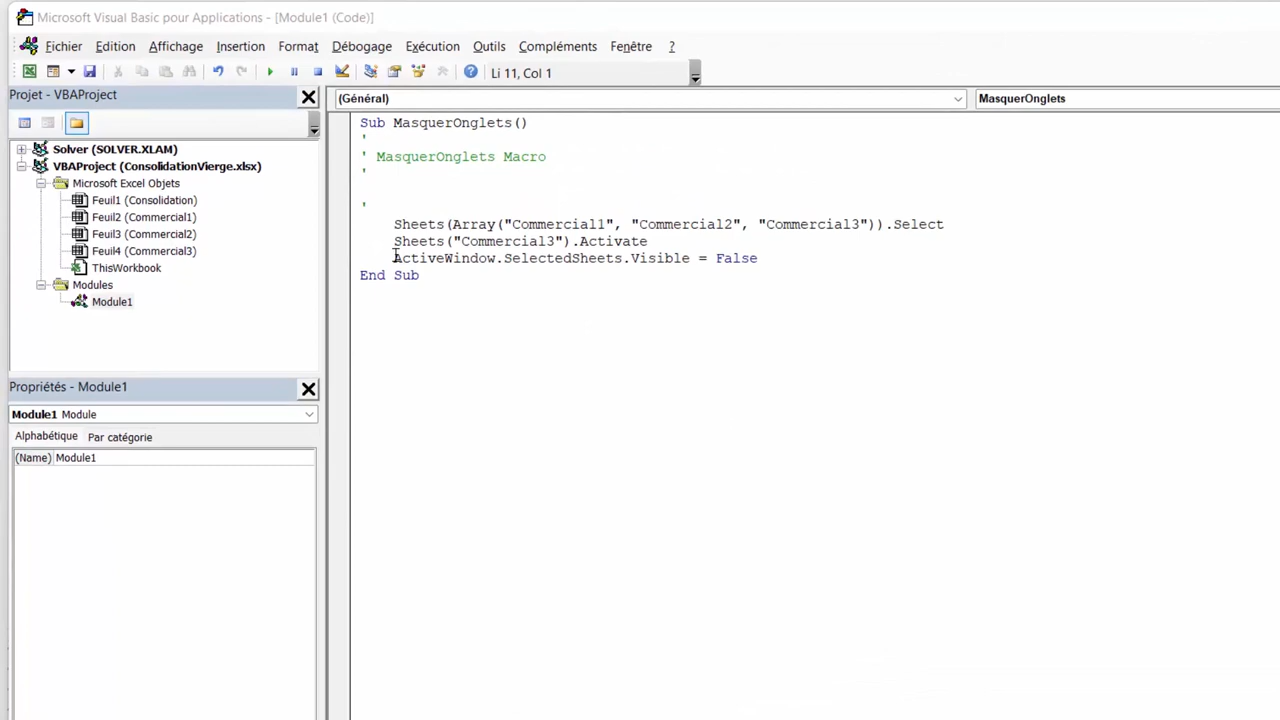 Microsoft Visual Basic pour Applications - [Module1 (Code)]
Fichier Edition Affichage Insertion Format Débogage Exécution Outils Compléments Fenêtre ?
Li 11, Col 1
Projet - VBAProject
(Général)
MasquerOnglets
Solver (SOLVER.XLAM)
VBAProject (ConsolidationVierge.xlsx)
Microsoft Excel Objets
Feuil1 (Consolidation)
Feuil2 (Commercial1)
Feuil3 (Commercial2)
Feuil4 (Commercial3)
ThisWorkbook
Modules
Module1
Propriétés - Module1
Module1 Module
Alphabétique Par catégorie
(Name) Module1
Sub MasquerOnglets()
'
' MasquerOnglets Macro
'
'
Sheets(Array("Commercial1", "Commercial2", "Commercial3")).Select
Sheets("Commercial3").Activate
ActiveWindow.SelectedSheets.Visible = False
End Sub